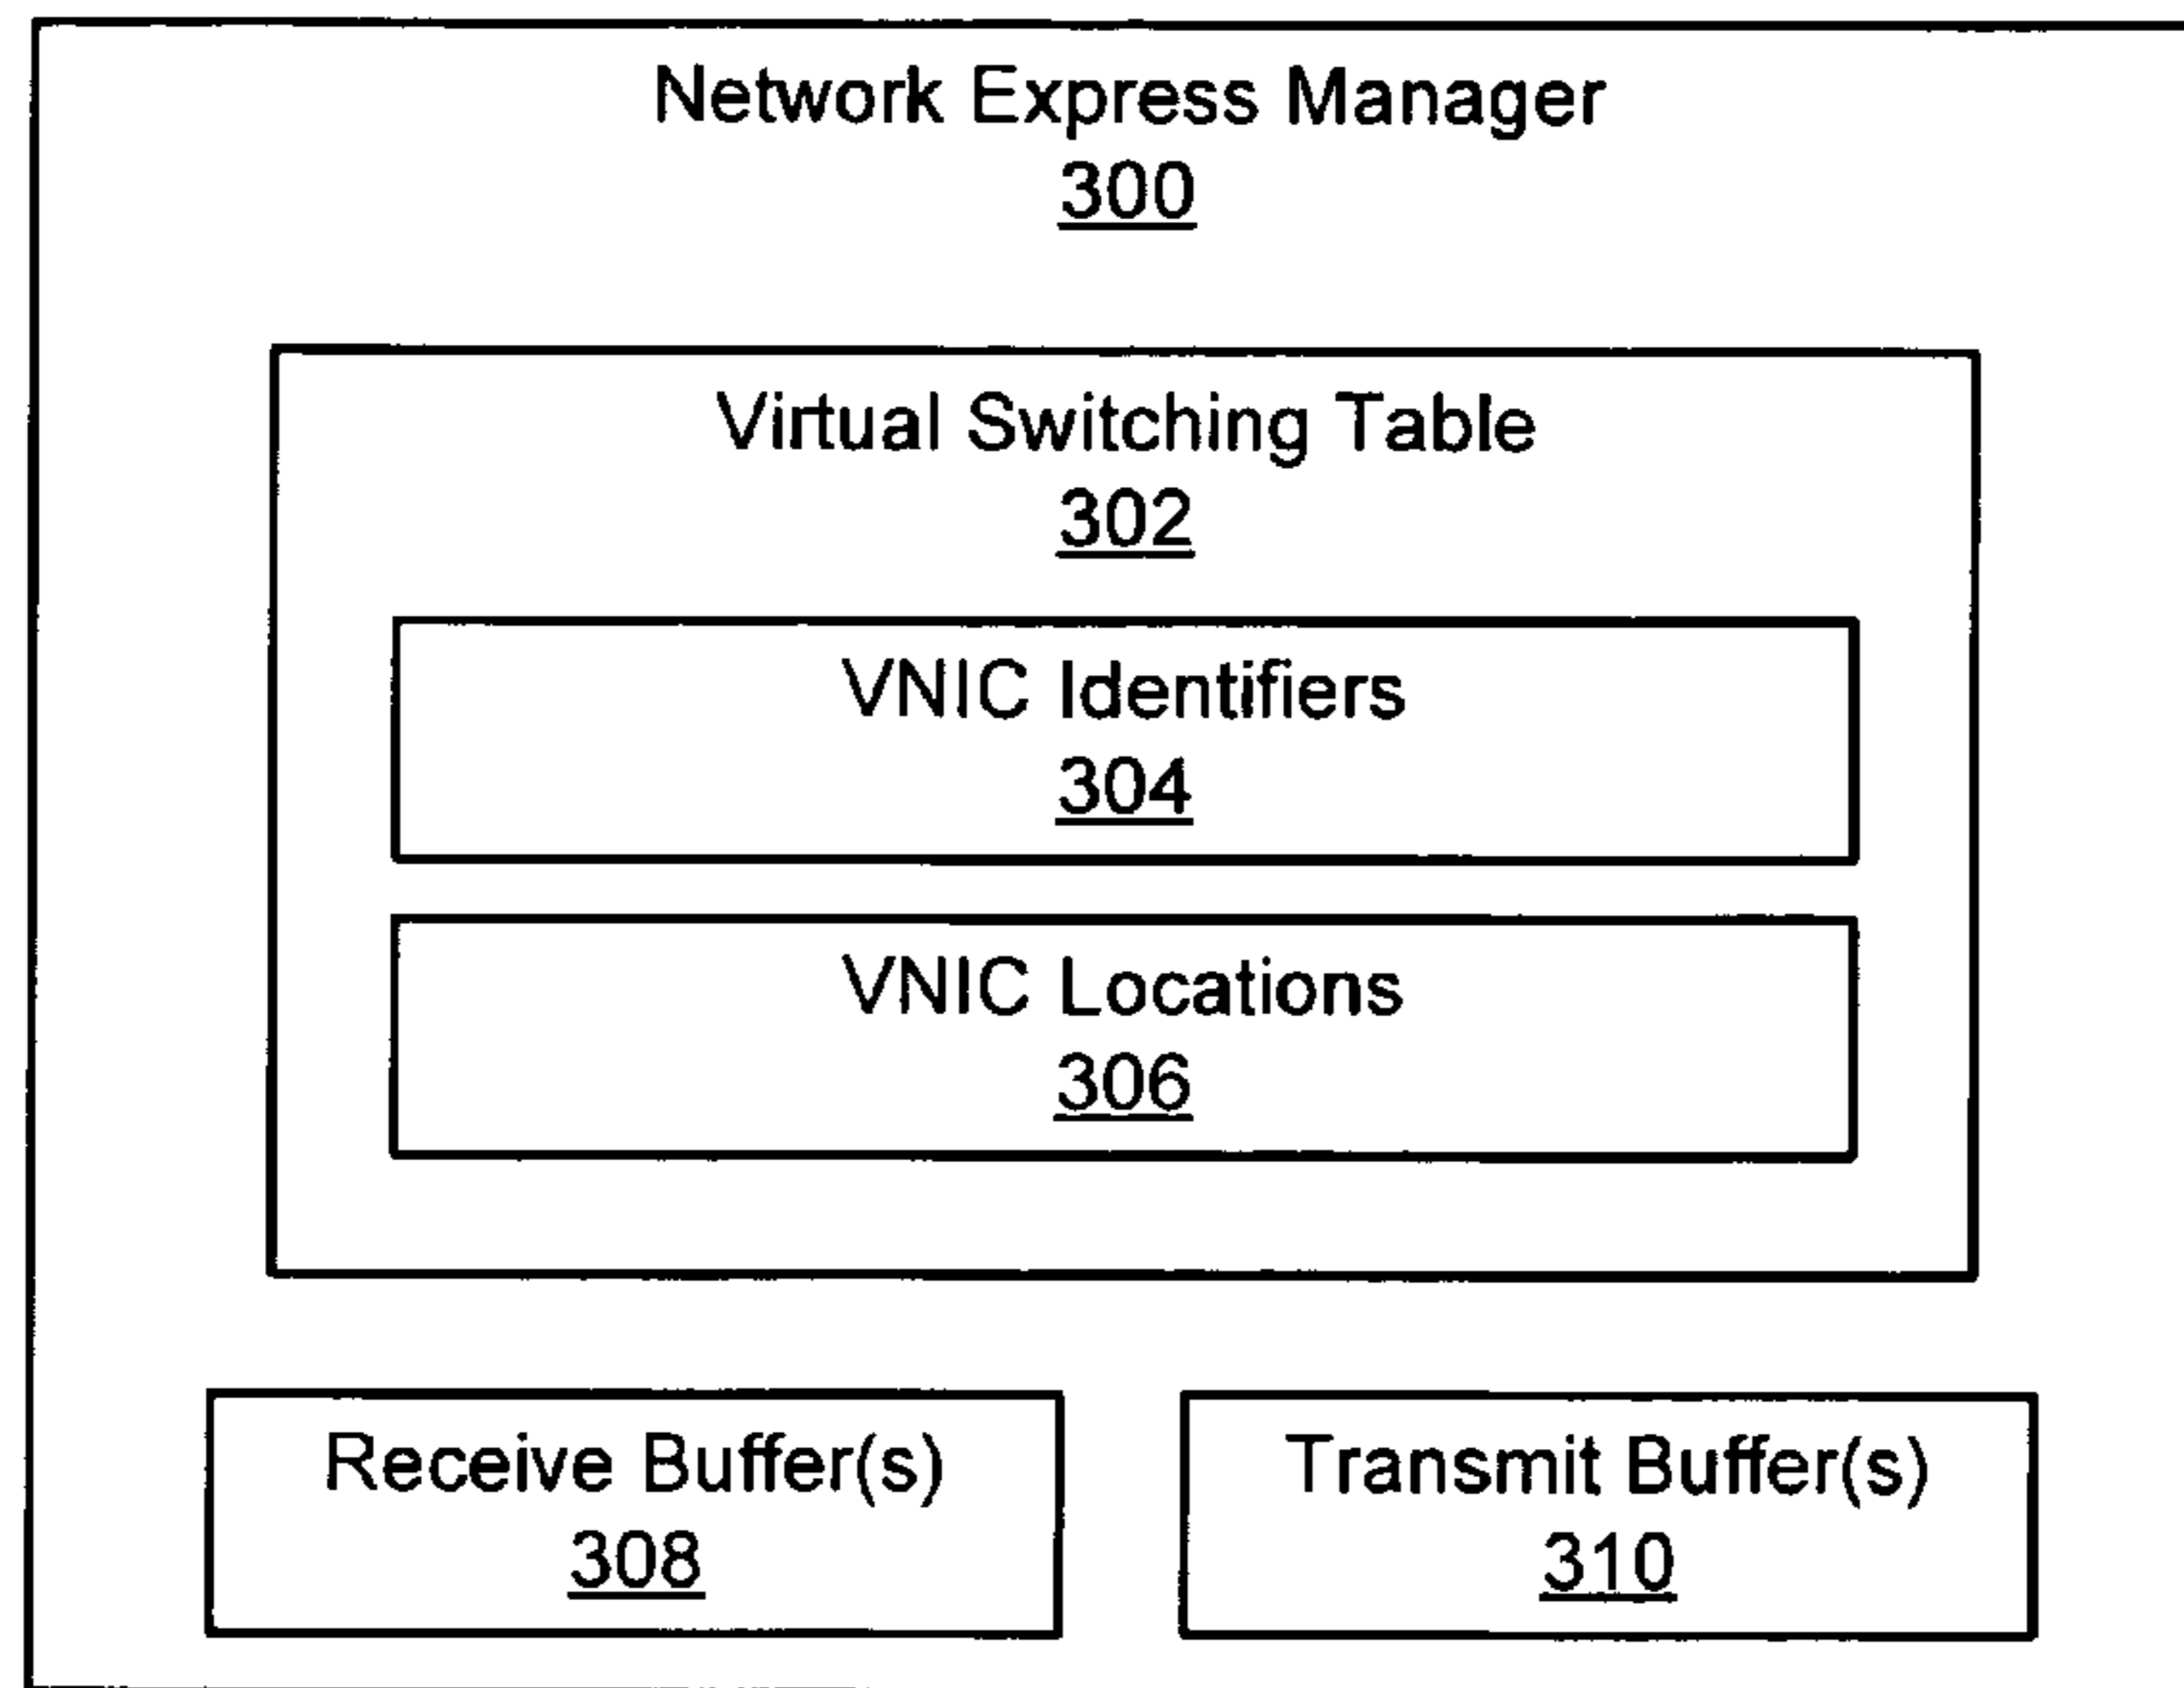 Network Express Manager
300
Virtual Switching Table
302
VNIC Identifiers
304
VNIC Locations
306
Receive Buffer(s)
308
Transmit Buffer(s)
310